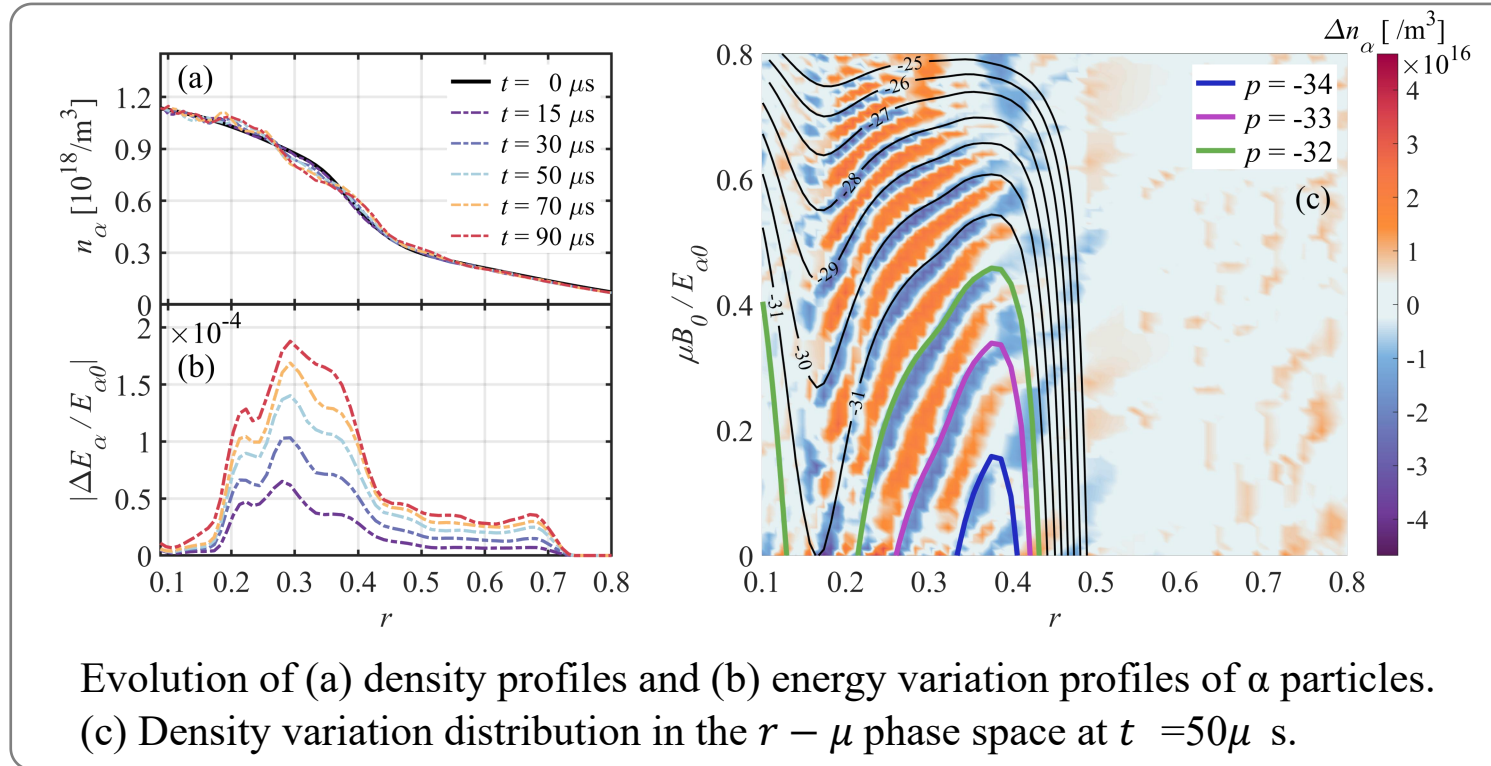 (a)
t = 0 μs
t = 15 μs
t = 30 μs
t = 50 μs
t = 70 μs
t = 90 μs
n_α [10^18/m^3]
1.2
0.9
0.6
0.3
0
×10^-4
(b)
|ΔE_α / E_α0|
2
1.5
1
0.5
0
0.1 0.2 0.3 0.4 0.5 0.6 0.7 0.8
r
Δn_α [ /m^3]
×10^16
p = -34
p = -33
p = -32
(c)
μB_0 / E_α0
0.8
0.6
0.4
0.2
0
-25
-26
-27
-28
-29
-30
-31
-31
0.1 0.2 0.3 0.4 0.5 0.6 0.7 0.8
r
4
3
2
1
0
-1
-2
-3
-4
Evolution of (a) density profiles and (b) energy variation profiles of α particles.
(c) Density variation distribution in the r − μ phase space at t =50μ s.